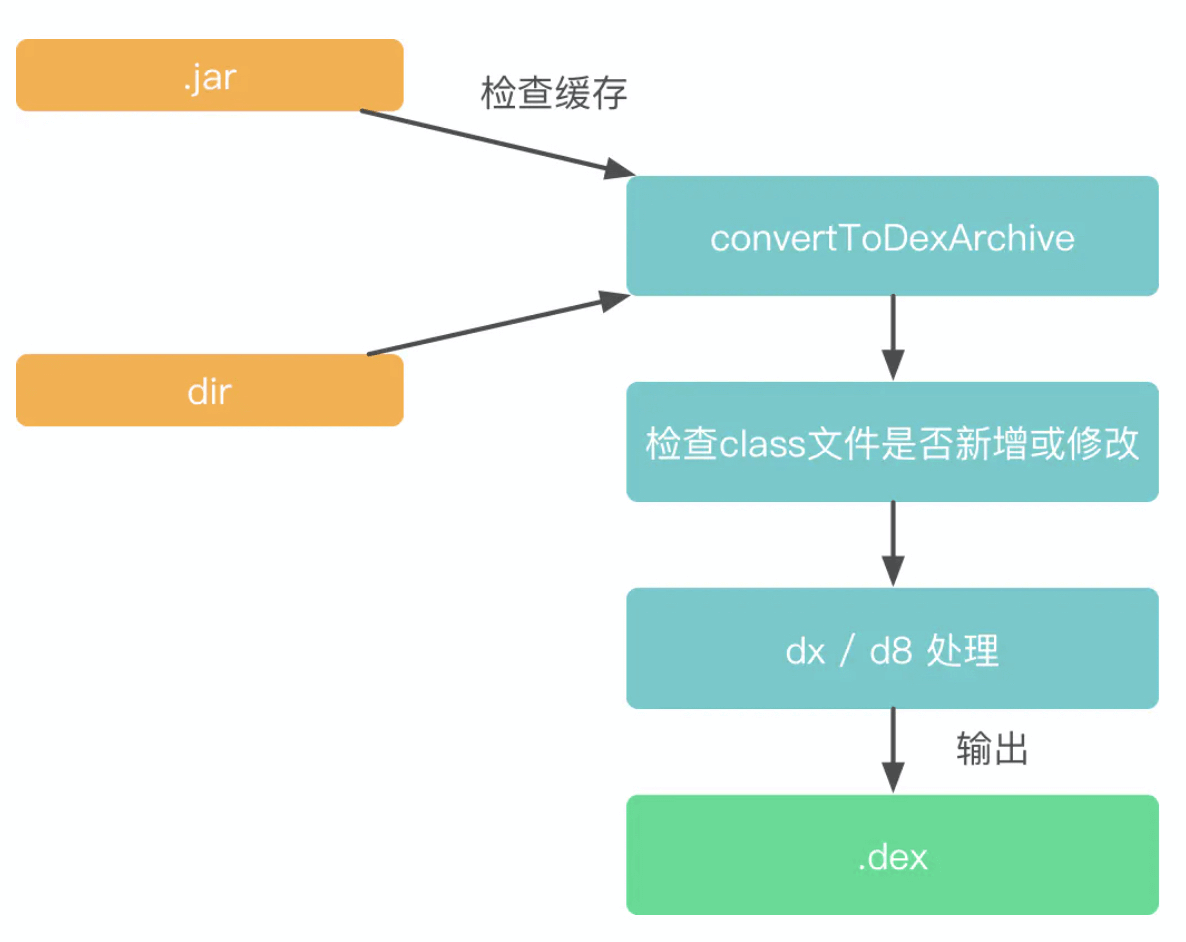 .jar
检查缓存
convertToDexArchive
dir
检查class文件是否新增或修改
dx / d8 处理
输出
.dex